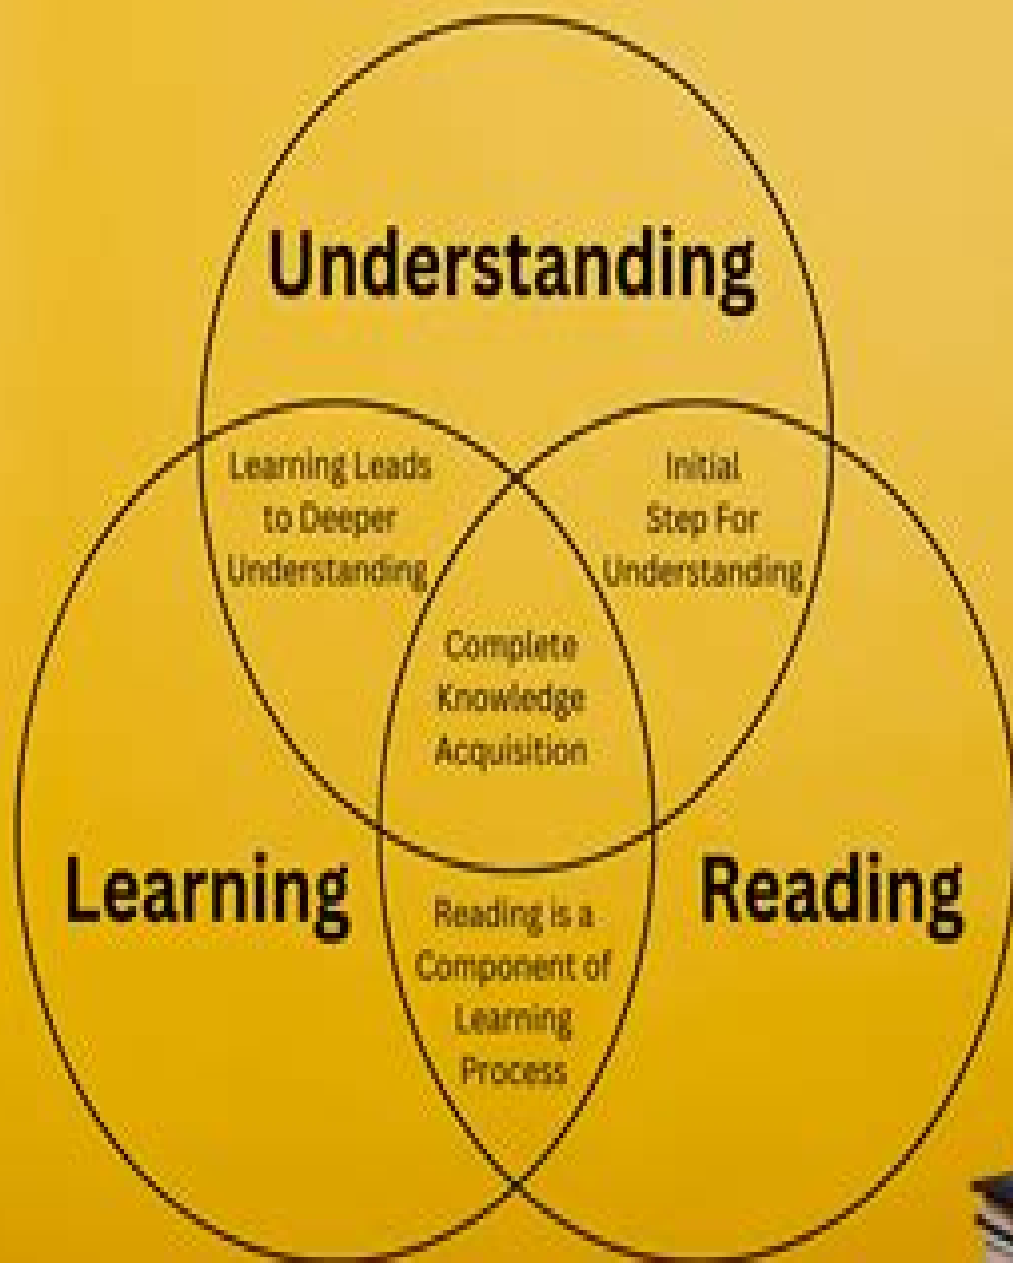 Understanding
Learning Leads
to Deeper
Understanding
Initial
Step For
Understanding
Complete
Knowledge
Acquisition
Learning
Reading
Reading is a
Component of
Learning
Process